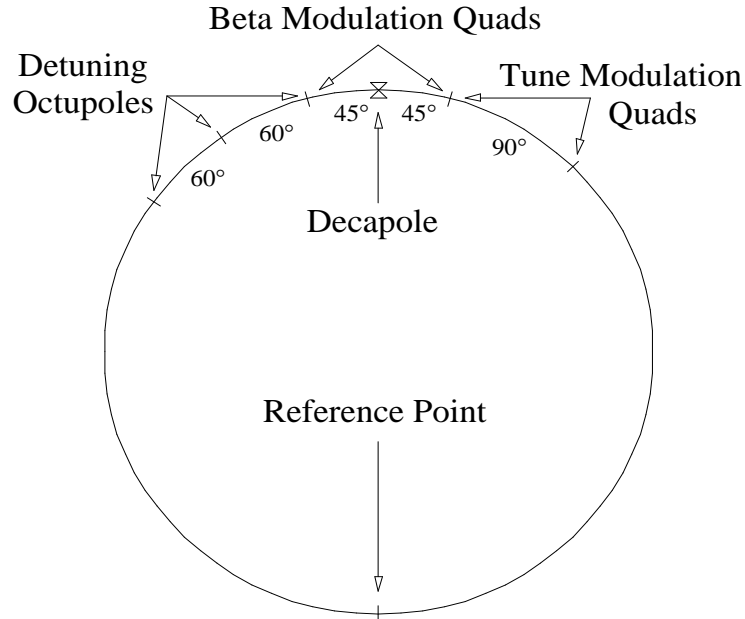 Beta Modulation Quads
Detuning
Octupoles
Tune Modulation
Quads
45°
45°
60°
90°
60°
Decapole
Reference Point